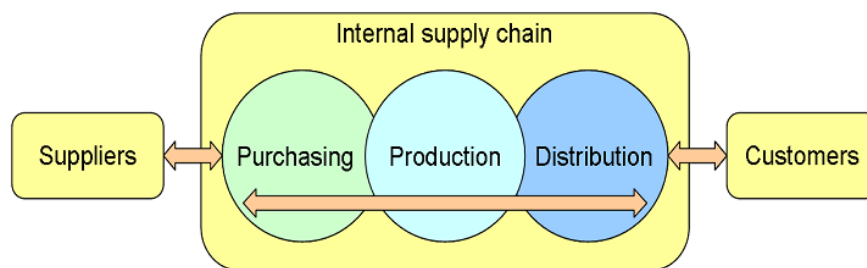 Internal supply chain
Suppliers
Purchasing
Production
Distribution
Customers